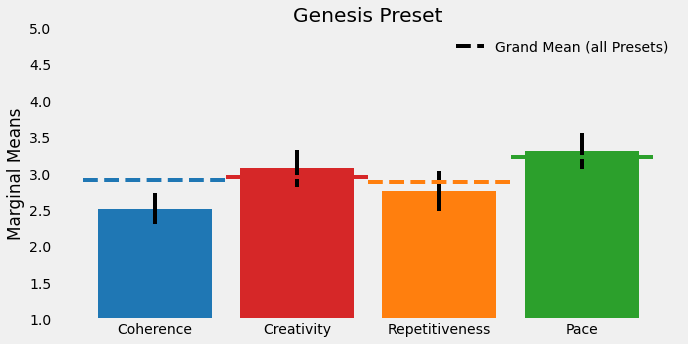 Genesis Preset
Grand Mean (all Presets)
Marginal Means
5.0
4.5
4.0
3.5
3.0
2.5
2.0
1.5
1.0
Coherence Creativity Repetitiveness Pace